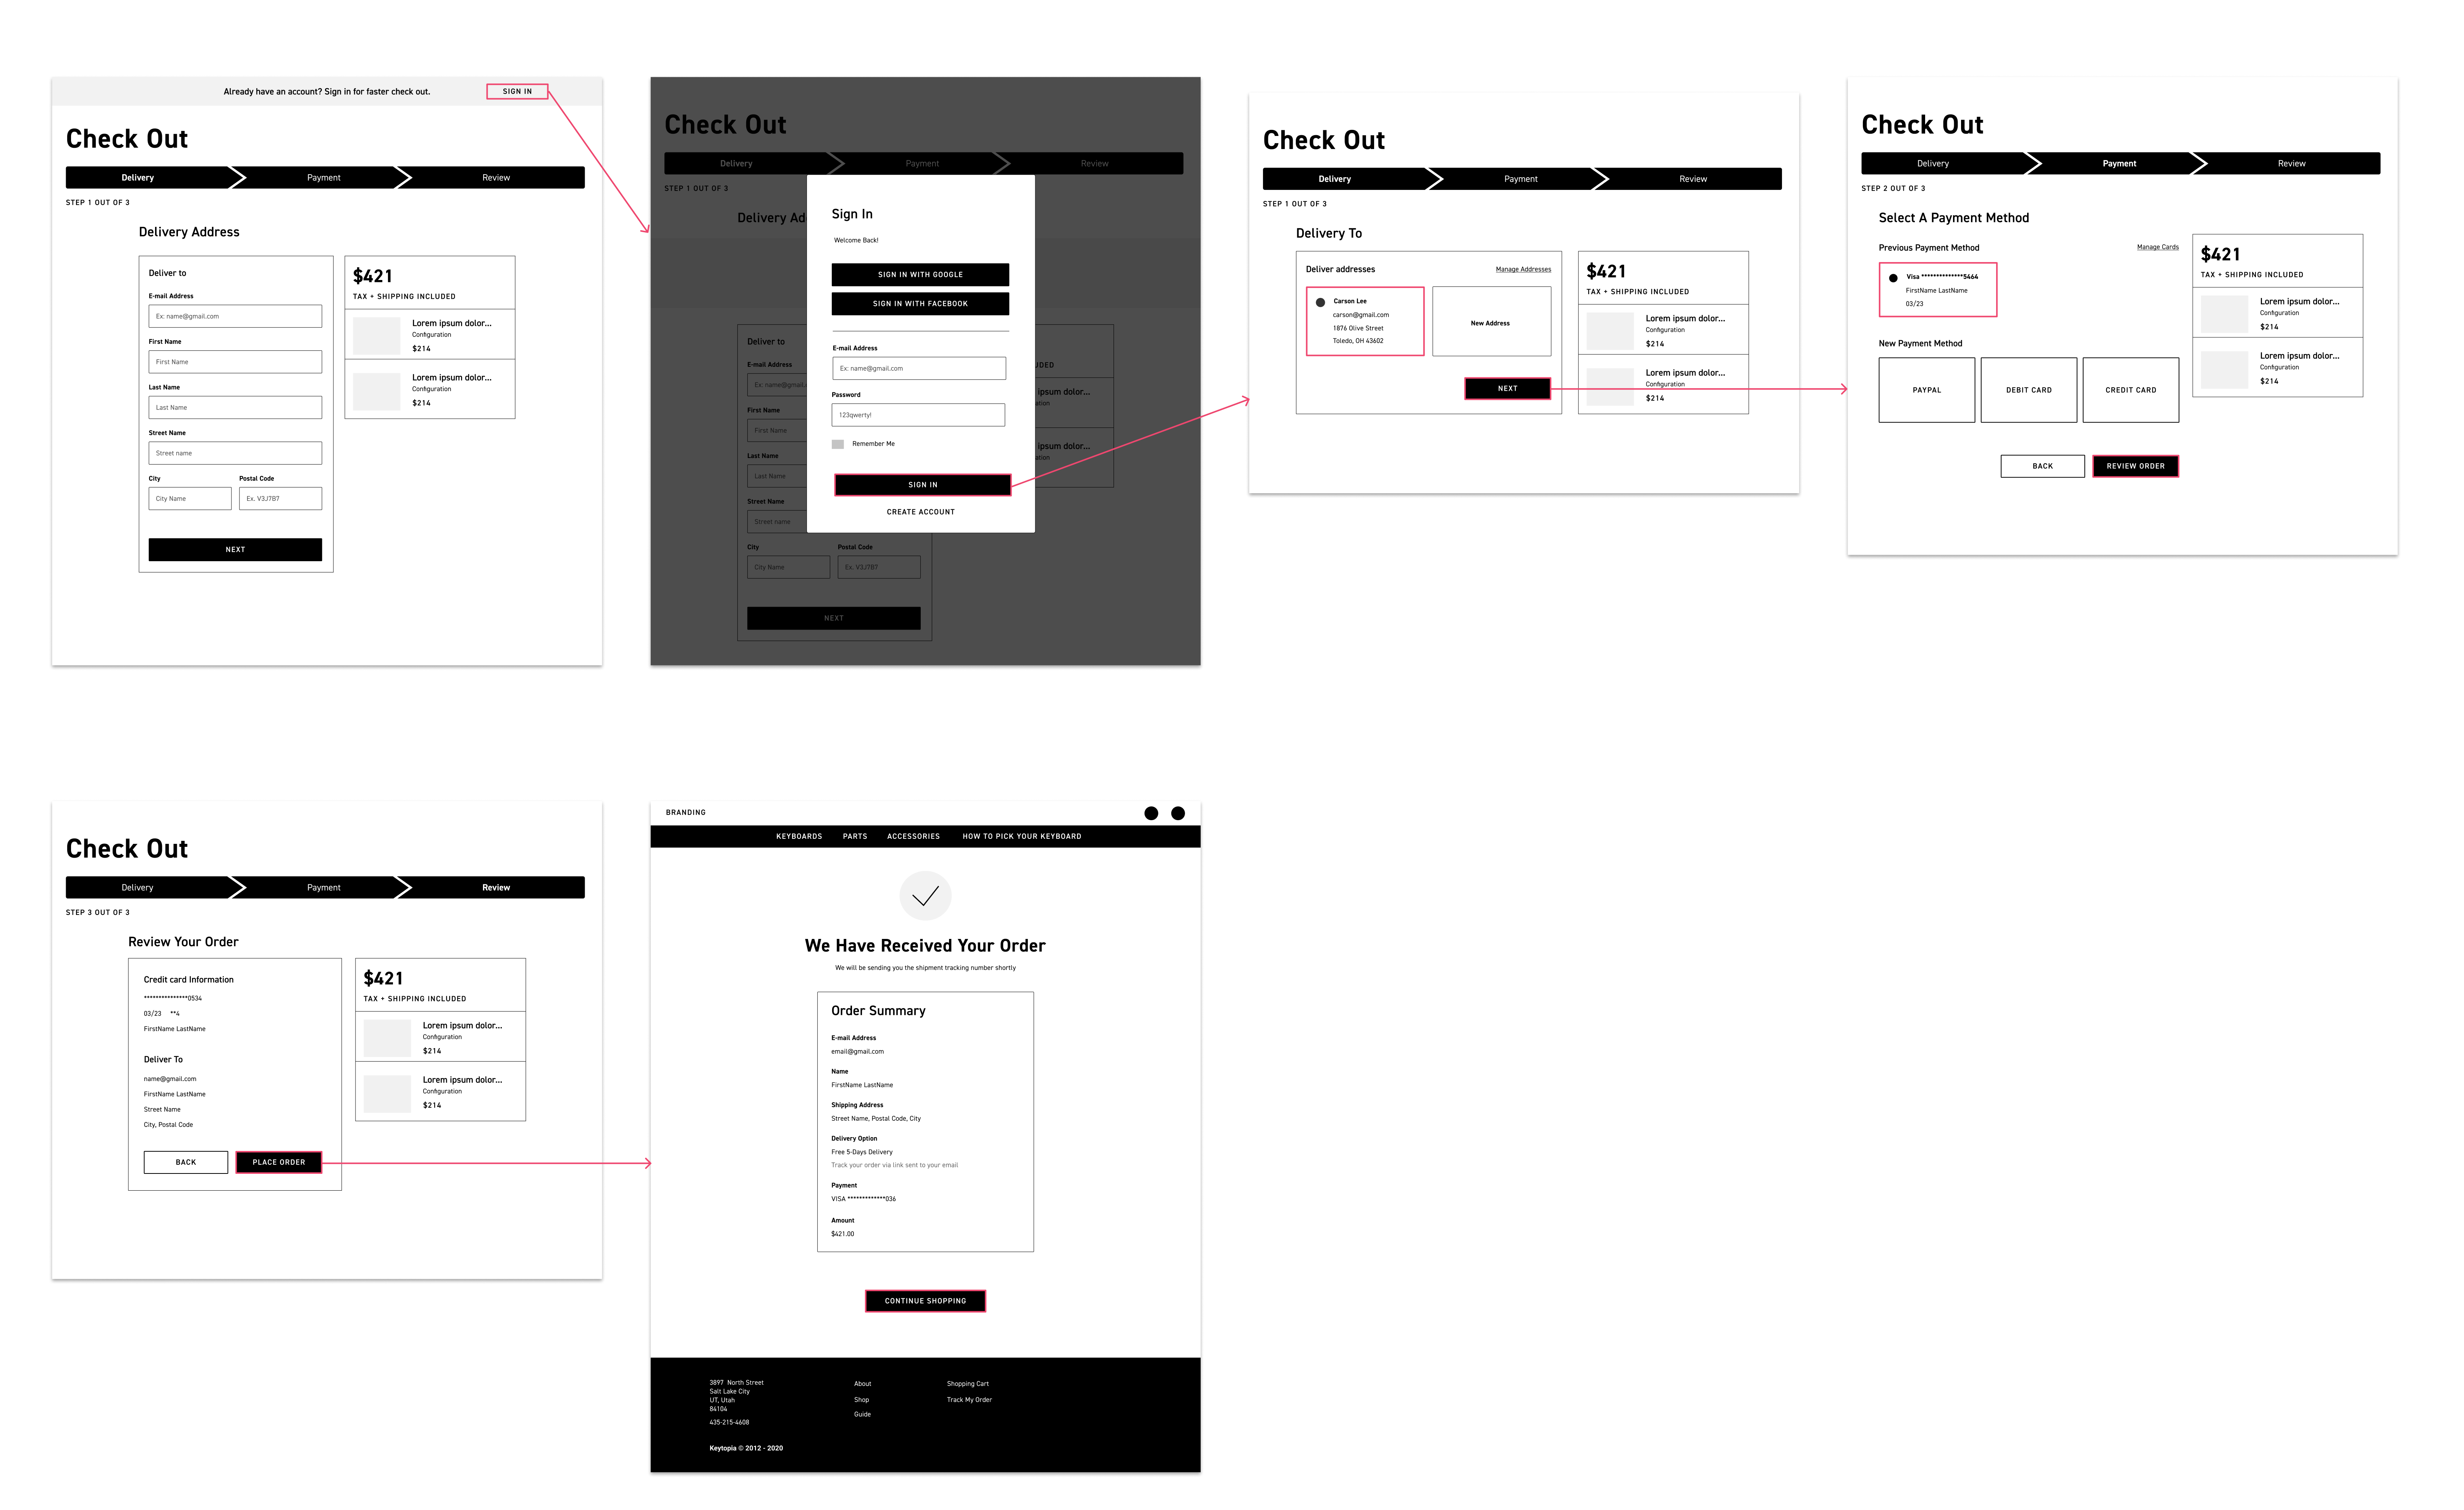 Already have an account? Sign in for faster check out.
SIGN IN
Check Out
Delivery
Payment
Review
STEP 1 OUT OF 3
Delivery Address
Deliver to
E-mail Address
Ex: name@gmail.com
First Name
First Name
Last Name
Last Name
Street Name
Street name
City
Postal Code
City Name
Ex. V3J7B7
NEXT
$421
TAX + SHIPPING INCLUDED
Lorem ipsum dolor...
Configuration
$214
Lorem ipsum dolor...
Configuration
$214
Check Out
Delivery
Payment
Review
STEP 1 OUT OF 3
Delivery Ad
Deliver to
E-mail Address
Ex: name@gmail.c
First Name
First Name
Last Name
Last Name
Street Name
Street name
City
Postal Code
City Name
Ex. V3J7B7
NEXT
UDED
ipsum dolor...
ation
ipsum dolor...
ation
Sign In
Welcome Back!
SIGN IN WITH GOOGLE
SIGN IN WITH FACEBOOK
E-mail Address
Ex: name@gmail.com
Password
123qwerty!
Remember Me
SIGN IN
CREATE ACCOUNT
Check Out
Delivery
Payment
Review
STEP 1 OUT OF 3
Delivery To
Deliver addresses
Manage Addresses
Carson Lee
carson@gmail.com
1876 Olive Street
Toledo, OH 43602
New Address
NEXT
$421
TAX + SHIPPING INCLUDED
Lorem ipsum dolor...
Configuration
$214
Lorem ipsum dolor...
Configuration
$214
Check Out
Delivery
Payment
Review
STEP 2 OUT OF 3
Select A Payment Method
Previous Payment Method
Manage Cards
Visa **************5464
FirstName LastName
03/23
New Payment Method
PAYPAL
DEBIT CARD
CREDIT CARD
BACK
REVIEW ORDER
$421
TAX + SHIPPING INCLUDED
Lorem ipsum dolor...
Configuration
$214
Lorem ipsum dolor...
Configuration
$214
Check Out
Delivery
Payment
Review
STEP 3 OUT OF 3
Review Your Order
Credit card Information
***************0534
03/23 **4
FirstName LastName
Deliver To
name@gmail.com
FirstName LastName
Street Name
City, Postal Code
BACK
PLACE ORDER
$421
TAX + SHIPPING INCLUDED
Lorem ipsum dolor...
Configuration
$214
Lorem ipsum dolor...
Configuration
$214
BRANDING
KEYBOARDS PARTS ACCESSORIES HOW TO PICK YOUR KEYBOARD
We Have Received Your Order
We will be sending you the shipment tracking number shortly
Order Summary
E-mail Address
email@gmail.com
Name
FirstName LastName
Shipping Address
Street Name, Postal Code, City
Delivery Option
Free 5-Days Delivery
Track your order via link sent to your email
Payment
VISA *************036
Amount
$421.00
CONTINUE SHOPPING
3897 North Street
Salt Lake City
UT, Utah
84104
435-215-4608
Keytopia © 2012 - 2020
About
Shop
Guide
Shopping Cart
Track My Order